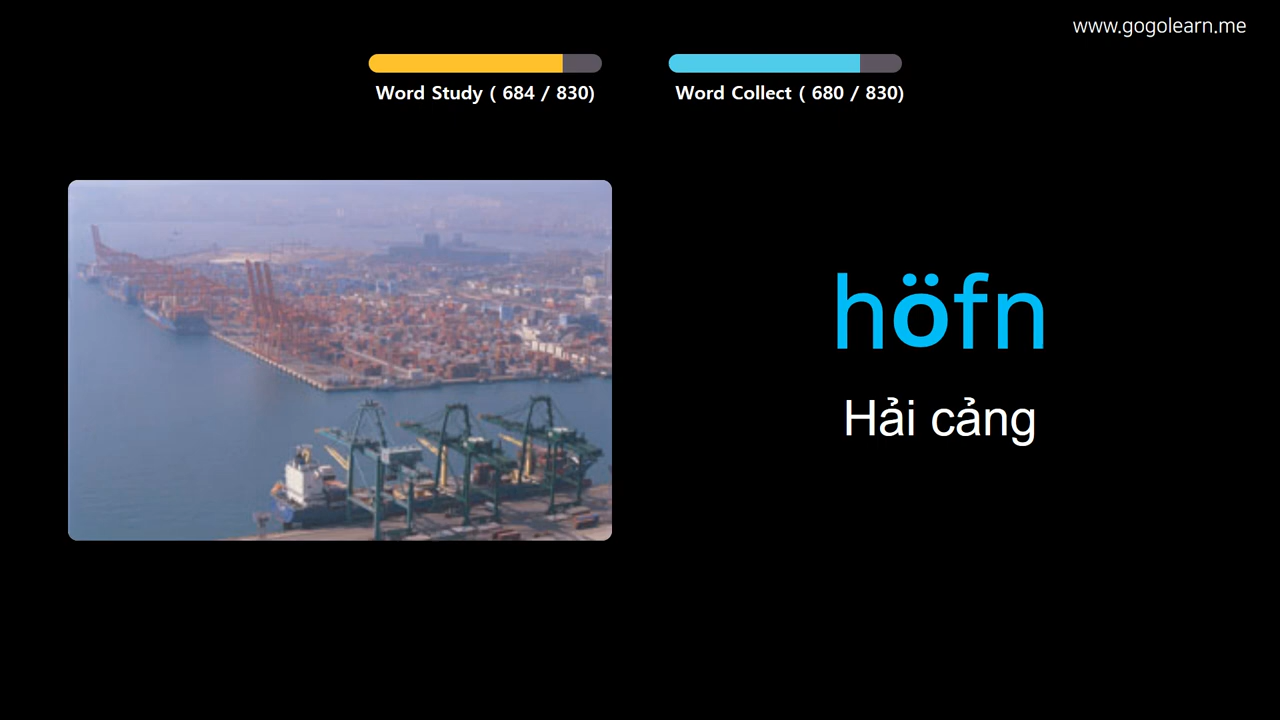 www.gogolearn.me
Word Study ( 684 / 830)
Word Collect ( 680 / 830)
höfn
Hải cảng